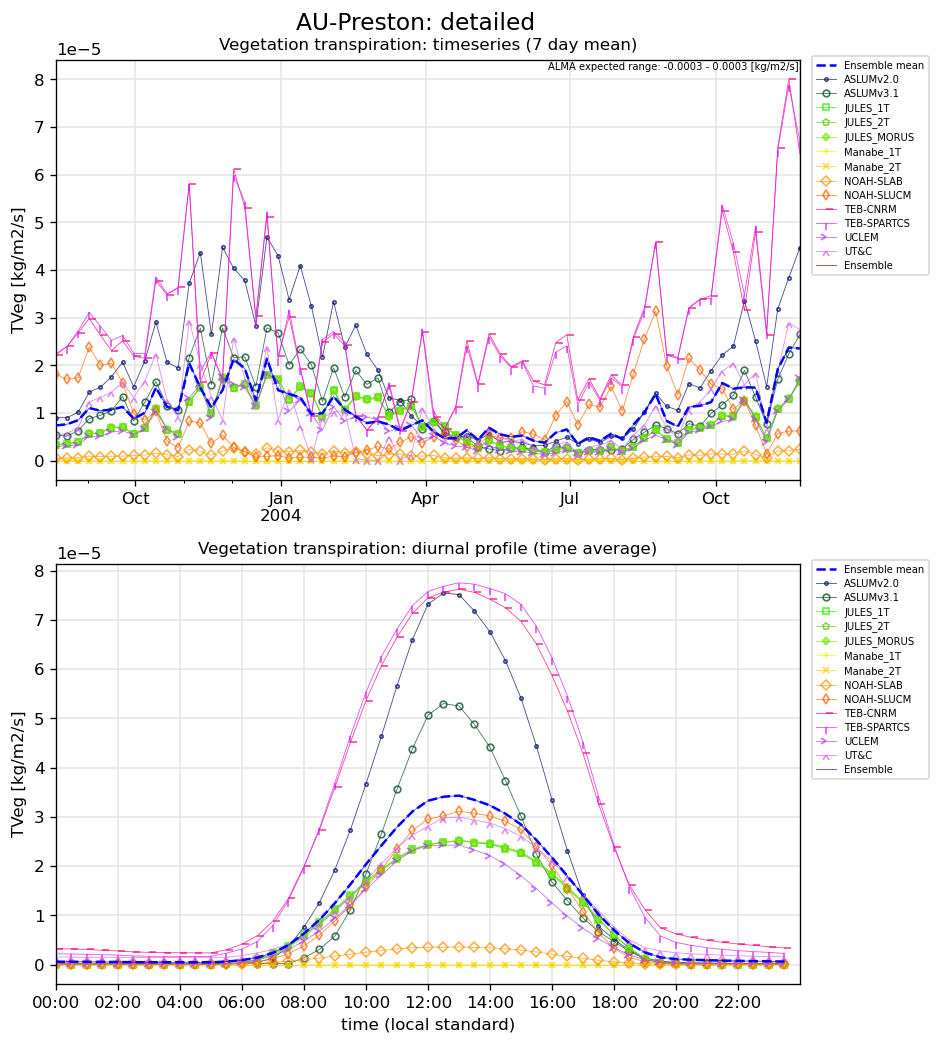 AU-Preston: detailed
Vegetation transpiration: timeseries (7 day mean)
1e−5
ALMA expected range: -0.0003 - 0.0003 [kg/m2/s]
8
7
6
5
4
3
2
1
0
TVeg [kg/m2/s]
Oct
Jan
2004
Apr
Jul
Oct
Ensemble mean
ASLUMv2.0
ASLUMv3.1
JULES_1T
JULES_2T
JULES_MORUS
Manabe_1T
Manabe_2T
NOAH-SLAB
NOAH-SLUCM
TEB-CNRM
TEB-SPARTCS
UCLEM
UT&C
Ensemble
Vegetation transpiration: diurnal profile (time average)
1e−5
8
7
6
5
4
3
2
1
0
TVeg [kg/m2/s]
00:00
02:00
04:00
06:00
08:00
10:00
12:00
14:00
16:00
18:00
20:00
22:00
time (local standard)
Ensemble mean
ASLUMv2.0
ASLUMv3.1
JULES_1T
JULES_2T
JULES_MORUS
Manabe_1T
Manabe_2T
NOAH-SLAB
NOAH-SLUCM
TEB-CNRM
TEB-SPARTCS
UCLEM
UT&C
Ensemble